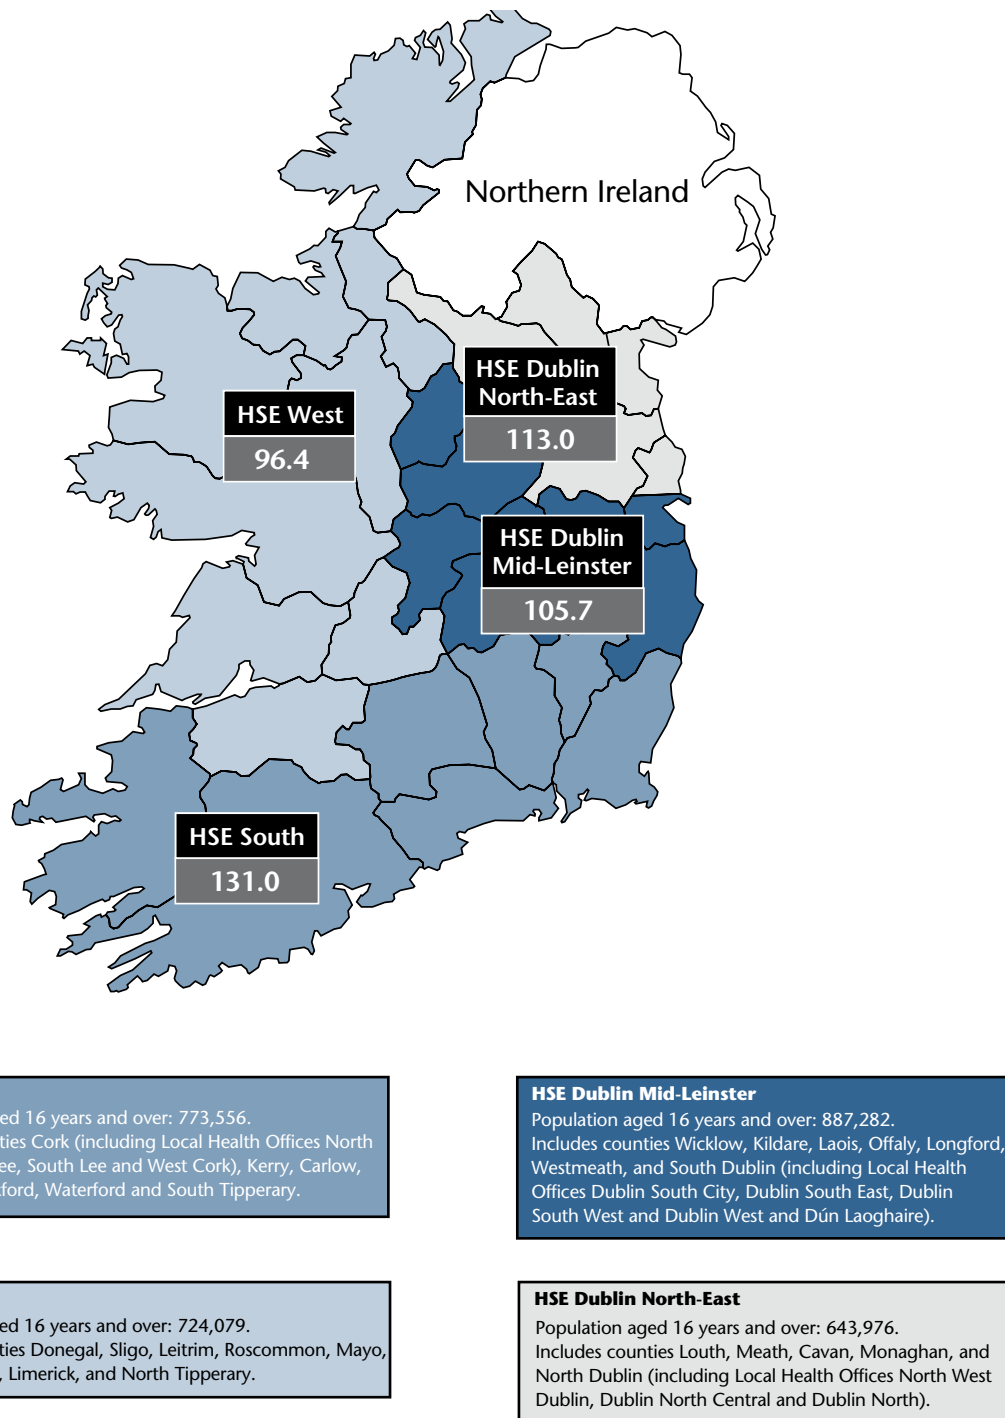 Northern Ireland
HSE Dublin
North-East
113.0
HSE West
96.4
HSE Dublin
Mid-Leinster
105.7
HSE South
131.0
ed 16 years and over: 773,556.
ties Cork (including Local Health Offices North
ee, South Lee and West Cork), Kerry, Carlow,
ford, Waterford and South Tipperary.
HSE Dublin Mid-Leinster
Population aged 16 years and over: 887,282.
Includes counties Wicklow, Kildare, Laois, Offaly, Longford,
Westmeath, and South Dublin (including Local Health
Offices Dublin South City, Dublin South East, Dublin
South West and Dublin West and Dún Laoghaire).
ed 16 years and over: 724,079.
ties Donegal, Sligo, Leitrim, Roscommon, Mayo,
, Limerick, and North Tipperary.
HSE Dublin North-East
Population aged 16 years and over: 643,976.
Includes counties Louth, Meath, Cavan, Monaghan, and
North Dublin (including Local Health Offices North West
Dublin, Dublin North Central and Dublin North).